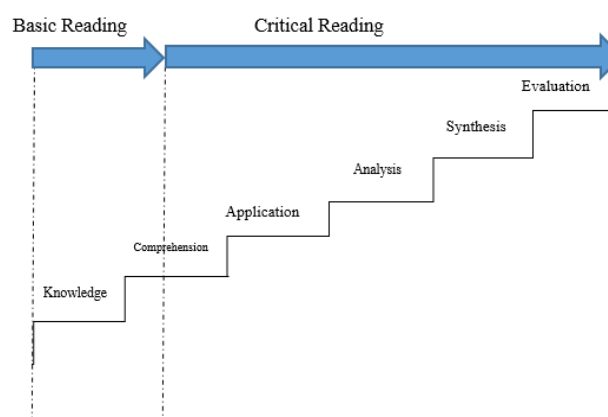 Basic Reading
Critical Reading
Evaluation
Synthesis
Analysis
Application
Comprehension
Knowledge